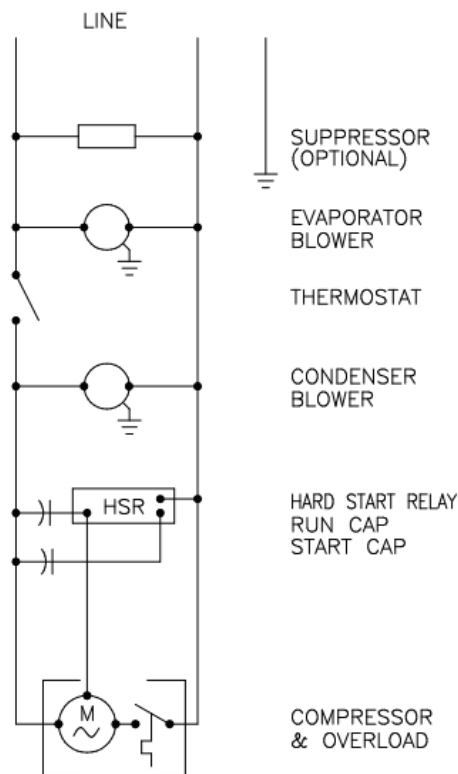 LINE
SUPPRESSOR
(OPTIONAL)
EVAPORATOR
BLOWER
THERMOSTAT
CONDENSER
BLOWER
HSR
HARD START RELAY
RUN CAP
START CAP
M
COMPRESSOR
& OVERLOAD